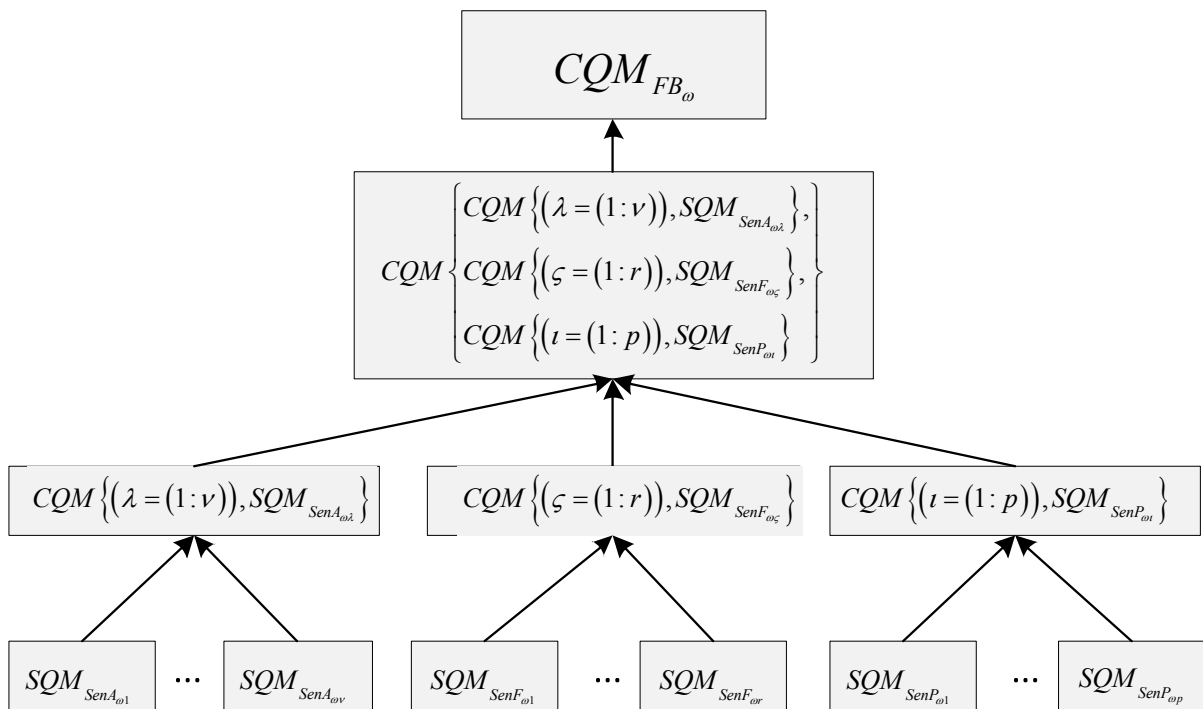 CQM_{FB_ω}
CQM{(λ = (1:ν)), SQM_{SenA_{ωλ}}},
CQM{(ς = (1:r)), SQM_{SenF_{ως}}},
CQM{
CQM{(ι = (1:p)), SQM_{SenP_{ωι}}}}
CQM{(λ = (1:ν)), SQM_{SenA_{ωλ}}} CQM{(ς = (1:r)), SQM_{SenF_{ως}}} CQM{(ι = (1:p)), SQM_{SenP_{ωι}}}
SQM_{SenA_{ω1}} ... SQM_{SenA_{ων}} SQM_{SenF_{ω1}} ... SQM_{SenF_{ωr}} SQM_{SenP_{ω1}} ... SQM_{SenP_{ωp}}